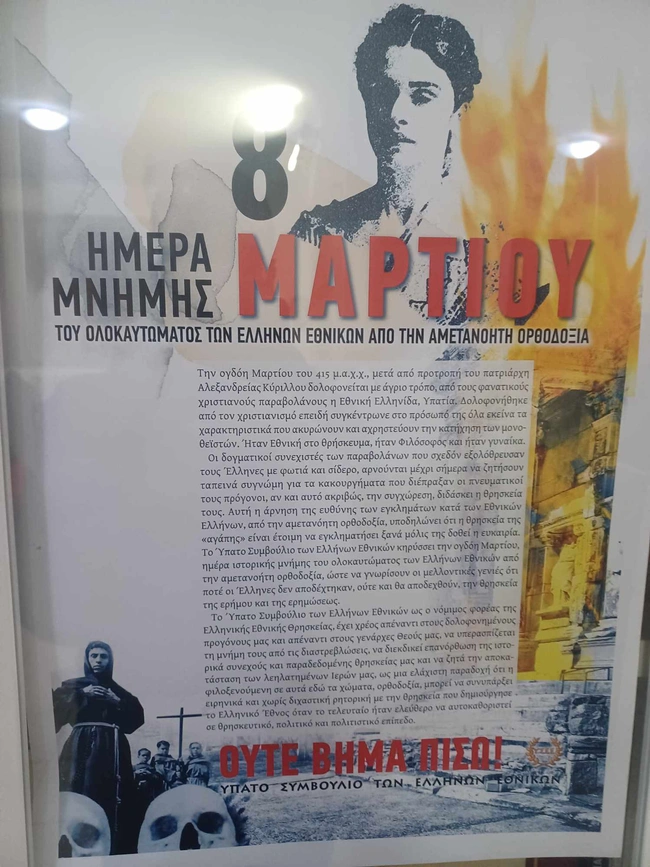 8
ΗΜΕΡΑ
ΜΝΗΜΗΣ
ΜΑΡΤΙΟΥ
ΤΟΥ ΟΛΟΚΑΥΤΩΜΑΤΟΣ ΤΩΝ ΕΛΛΗΝΩΝ ΕΘΝΙΚΩΝ ΑΠΟ ΤΗΝ ΑΜΕΤΑΝΟΗΤΗ ΟΡΘΟΔΟΞΙΑ
Την ογδόη Μαρτίου του 415 μ.α.χ.χ., μετά από προτροπή του πατριάρχη
Αλεξανδρείας Κύριλλου δολοφονείται με άγριο τρόπο, από τους φανατικούς
χριστιανούς παραβολάνους η Εθνική Ελληνίδα, Υπατία. Δολοφονήθηκε
από τον χριστιανισμό επειδή συγκέντρωνε στο πρόσωπό της όλα εκείνα τα
χαρακτηριστικά που ακυρώνουν και αχρηστεύουν την κατήχηση των μονο-
θεϊστών. Ήταν Εθνική στο θρήσκευμα, ήταν Φιλόσοφος και ήταν γυναίκα.
Οι δογματικοί συνεχιστές των παραβολάνων που σχεδόν εξολόθρευσαν
τους Έλληνες με φωτιά και σίδερο, αρνούνται μέχρι σήμερα να ζητήσουν
ταπεινά συγνώμη για τα κακουργήματα που διέπραξαν οι πνευματικοί
τους πρόγονοι, αν και αυτό ακριβώς, την συγχώρεση, διδάσκει η θρησκεία
τους. Αυτή η άρνηση της ευθύνης των εγκλημάτων κατά των Εθνικών
Ελλήνων, από την αμετανόητη ορθοδοξία, υποδηλώνει ότι η θρησκεία της
«αγάπης» είναι έτοιμη να εγκληματήσει ξανά μόλις της δοθεί η ευκαιρία.
Το Ύπατο Συμβούλιο των Ελλήνων Εθνικών κηρύσσει την ογδόη Μαρτίου,
ημέρα ιστορικής μνήμης του ολοκαυτώματος των Ελλήνων Εθνικών από
την αμετανόητη ορθοδοξία, ώστε να γνωρίσουν οι μελλοντικές γενιές ότι
ποτέ οι Έλληνες δεν αποδέχτηκαν, ούτε και θα αποδεχθούν, την θρησκεία
της ερήμου και της ερημώσεως.
Το Ύπατο Συμβούλιο των Ελλήνων Εθνικών ως ο νόμιμος φορέας της
Ελληνικής Εθνικής Θρησκείας, έχει χρέος απέναντι στους δολοφονημένους
προγόνους μας και απέναντι στους γενάρχες Θεούς μας, να υπερασπίζεται
τη μνήμη τους από τις διαστρεβλώσεις, να διεκδικεί επανόρθωση της ιστο-
ρικά συνεχούς και παραδεδομένης θρησκείας μας και να ζητά την αποκα-
τάσταση των λεηλατημένων Ιερών μας, ως μια ελάχιστη παραδοχή ότι η
φιλοξενούμενη σε αυτά εδώ τα χώματα, ορθοδοξία, μπορεί να συνυπάρξει
ειρηνικά και χωρίς διχαστική ρητορική με την θρησκεία που δημιούργησε
το Ελληνικό Έθνος όταν το τελευταίο ήταν ελεύθερο να αυτοκαθοριστεί
σε θρησκευτικό, πολιτικό και πολιτιστικό επίπεδο.
ΟΥΤΕ ΒΗΜΑ ΠΙΣΩ!
ΥΠΑΤΟ ΣΥΜΒΟΥΛΙΟ ΤΩΝ ΕΛΛΗΝΩΝ ΕΘΝΙΚΩΝ